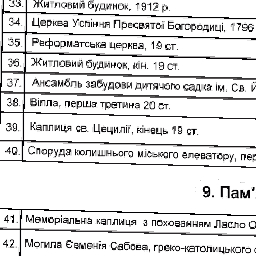 33. Житловий будинок, 1912 р.
34. Церква Успіння Пресвятої Богородиці, 1796
35. Реформатська церква, 19 ст.
36. Житловий будинок, кін. 19 ст.
37. Ансамбль забудови дитячого садка ім. Св. Й
38. Вілла, перша третина 20 ст.
39. Каплиця св. Цецилії, кінець 19 ст.
40. Споруда колишнього міського елеватору, пер
9. Пам'
41. Меморіальна каплиця з похованням Ласло О
42. Могила Євменія Сабова, греко-католицького